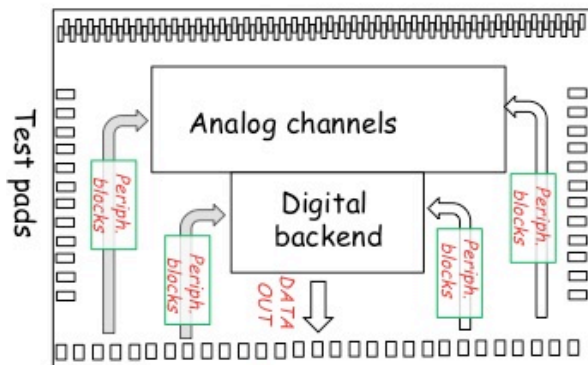 Test pads
Analog channels
Periph.
blocks
Periph.
blocks
Digital
backend
Periph.
blocks
Periph.
blocks
DATA
OUT